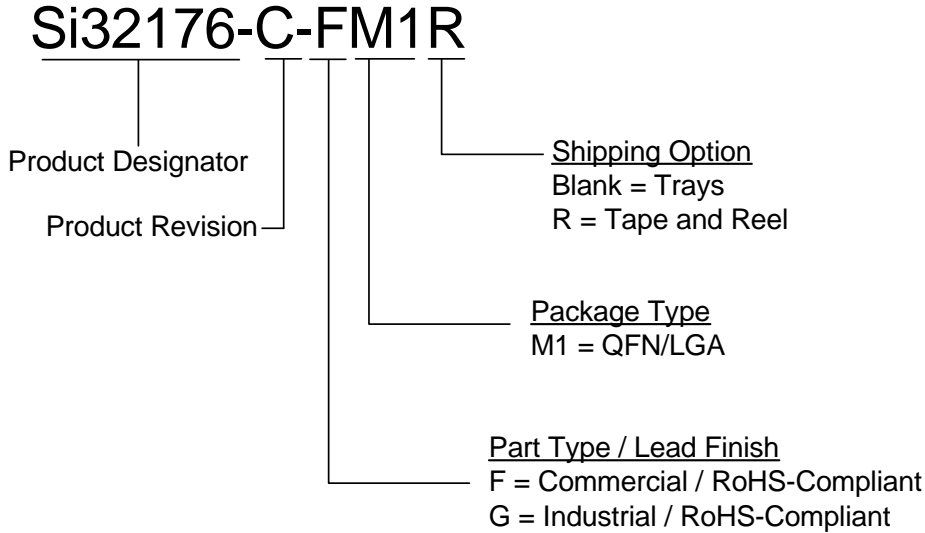 Si32176-C-FM1R
Product Designator
Product Revision
Shipping Option
Blank = Trays
R = Tape and Reel
Package Type
M1 = QFN/LGA
Part Type / Lead Finish
F = Commercial / RoHS-Compliant
G = Industrial / RoHS-Compliant